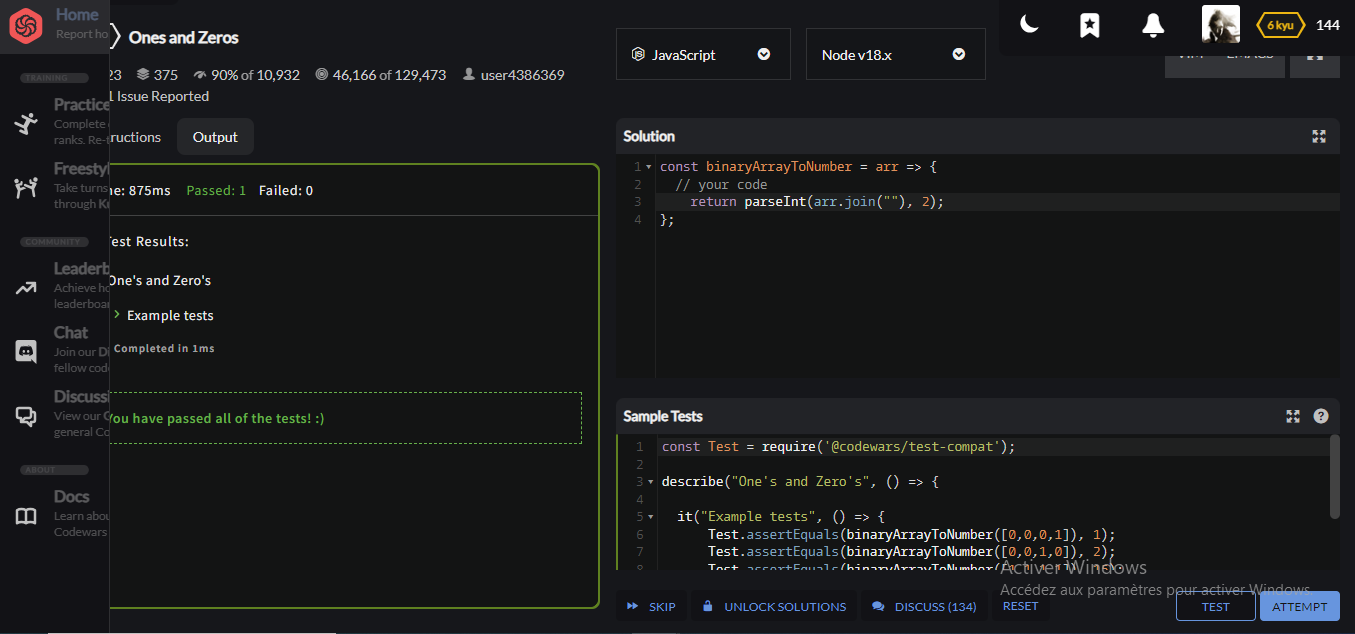 Home
Report ho
Ones and Zeros
JavaScript
Node v18.x
6 kyu
144
TRAINING
23
375
90% of 10,932
46,166 of 129,473
user4386369
1 Issue Reported
VIM
EMACS
Practice
Complete
ranks. Re-t
ructions
Output
Solution
Freestyl
Take turns
through K
ne: 875ms
Passed: 1
Failed: 0
1 const binaryArrayToNumber = arr => {
2 // your code
3 return parseInt(arr.join(""), 2);
4 };
COMMUNITY
Test Results:
Leaderb
Achieve ho
leaderboar
One's and Zero's
Example tests
Completed in 1ms
Chat
Join our Di
fellow code
Discussi
View our G
general Co
You have passed all of the tests! :)
Sample Tests
1 const Test = require('@codewars/test-compat');
2
3 describe("One's and Zero's", () => {
4
5 it("Example tests", () => {
6 Test.assertEquals(binaryArrayToNumber([0,0,0,1]), 1);
7 Test.assertEquals(binaryArrayToNumber([0,0,1,0]), 2);
8 Test.assertEquals(binaryArrayToNumber(
ABOUT
Docs
Learn abou
Codewars
Activer Windows
Accédez aux paramètres pour activer Windows.
SKIP
UNLOCK SOLUTIONS
DISCUSS (134)
RESET
TEST
ATTEMPT